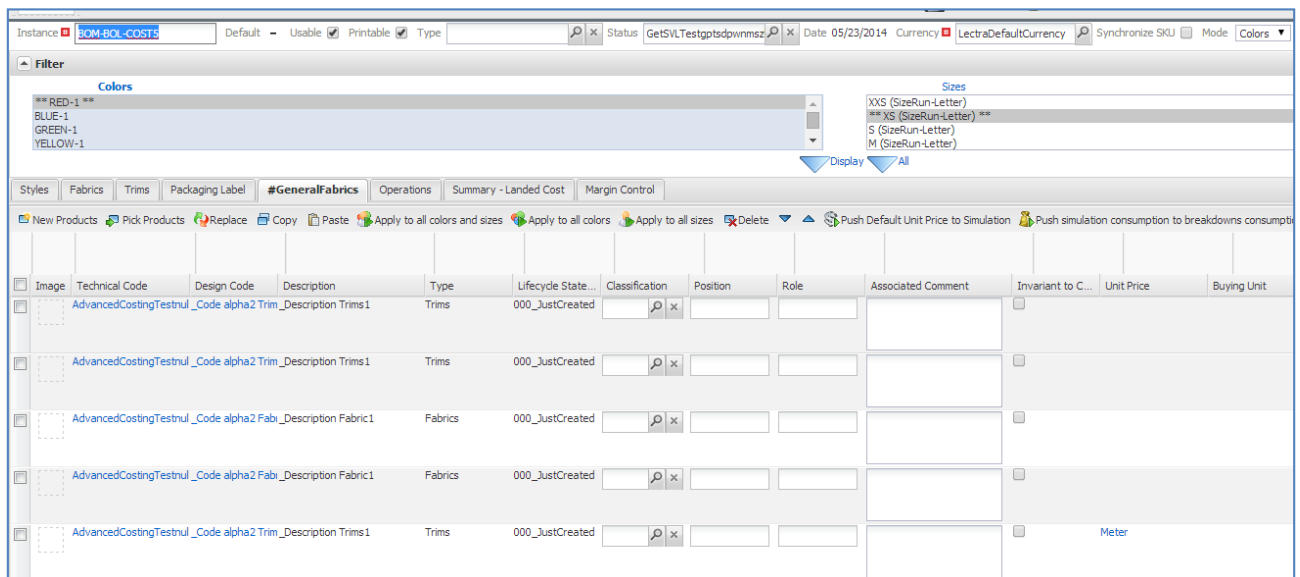 Instance BOM-BOL-COST5 Default - Usable Printable Type Status GetSVLTestgptsdpwnmsz Date 05/23/2014 Currency LectraDefaultCurrency Synchronize SKU Mode Colors
Filter
Colors Sizes
** RED-1 ** XXS (SizeRun-Letter)
BLUE-1 ** XS (SizeRun-Letter) **
GREEN-1 S (SizeRun-Letter)
YELLOW-1 M (SizeRun-Letter)
Display All
Styles Fabrics Trims Packaging Label #GeneralFabrics Operations Summary - Landed Cost Margin Control
New Products Pick Products Replace Copy Paste Apply to all colors and sizes Apply to all colors Apply to all sizes Delete Push Default Unit Price to Simulation Push simulation consumption to breakdowns consumpti
Image Technical Code Design Code Description Type Lifecycle State... Classification Position Role Associated Comment Invariant to C... Unit Price Buying Unit
AdvancedCostingTestnul _Code alpha2 Trim _Description Trims1 Trims 000_JustCreated
AdvancedCostingTestnul _Code alpha2 Trim _Description Trims1 Trims 000_JustCreated
AdvancedCostingTestnul _Code alpha2 Fabi _Description Fabric1 Fabrics 000_JustCreated
AdvancedCostingTestnul _Code alpha2 Fabi _Description Fabric1 Fabrics 000_JustCreated
AdvancedCostingTestnul _Code alpha2 Trim _Description Trims1 Trims 000_JustCreated Meter